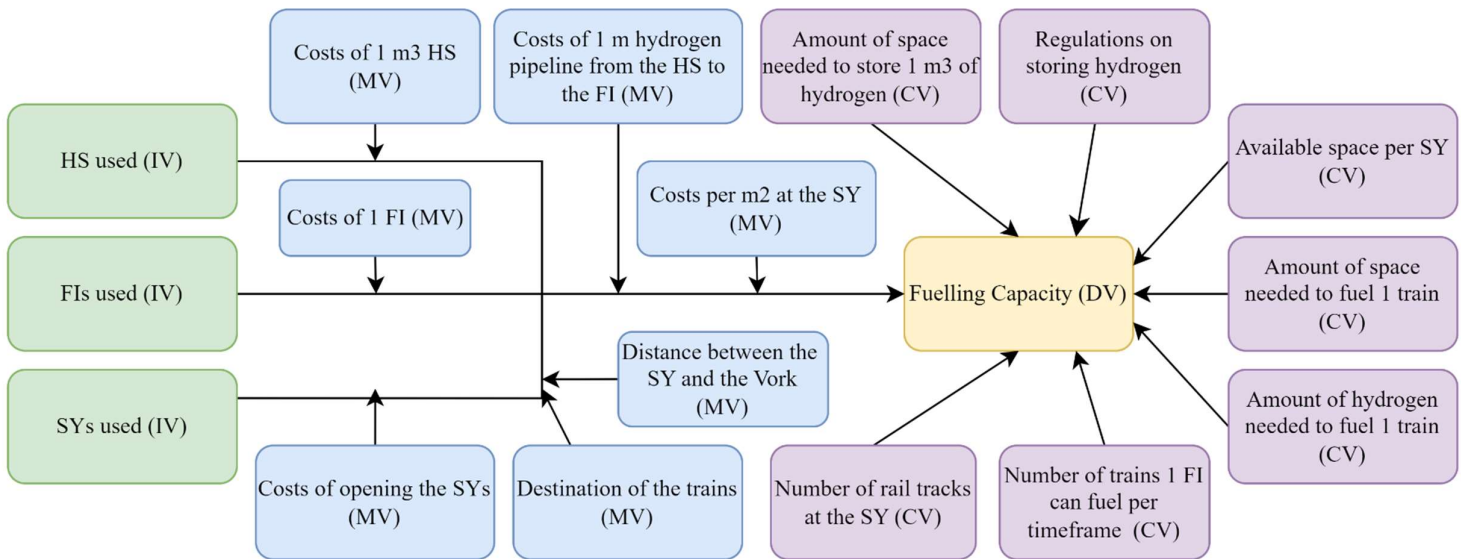 Costs of 1 m3 HS
(MV)
Costs of 1 m hydrogen
pipeline from the HS to
the FI (MV)
Amount of space
needed to store 1 m3 of
hydrogen (CV)
Regulations on
storing hydrogen
(CV)
HS used (IV)
Available space per SY
(CV)
Costs of 1 FI (MV)
Costs per m2 at the SY
(MV)
FIs used (IV)
Fuelling Capacity (DV)
Amount of space
needed to fuel 1 train
(CV)
Distance between the
SY and the Vork
(MV)
SYs used (IV)
Amount of hydrogen
needed to fuel 1 train
(CV)
Costs of opening the SYs
(MV)
Destination of the trains
(MV)
Number of rail tracks
at the SY (CV)
Number of trains 1 FI
can fuel per
timeframe (CV)